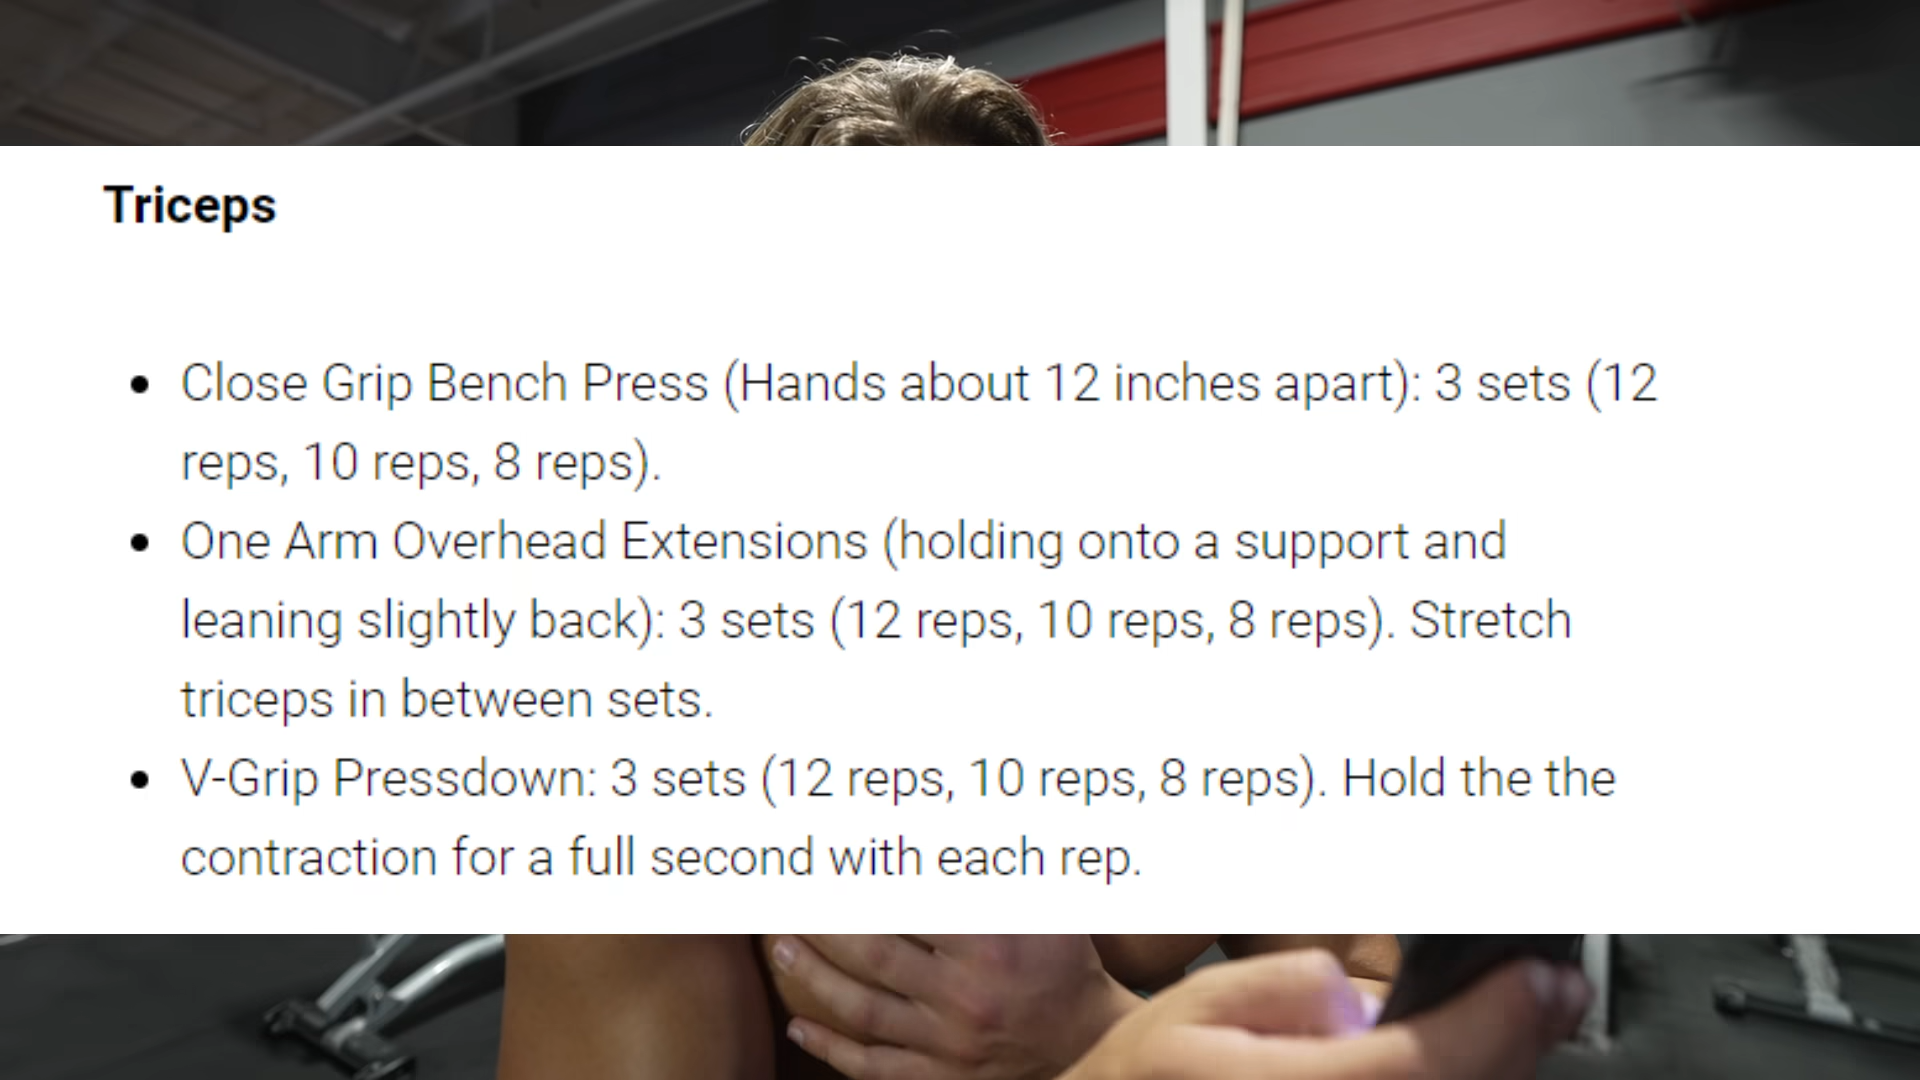 Triceps
• Close Grip Bench Press (Hands about 12 inches apart): 3 sets (12
reps, 10 reps, 8 reps).
• One Arm Overhead Extensions (holding onto a support and
leaning slightly back): 3 sets (12 reps, 10 reps, 8 reps). Stretch
triceps in between sets.
• V-Grip Pressdown: 3 sets (12 reps, 10 reps, 8 reps). Hold the the
contraction for a full second with each rep.